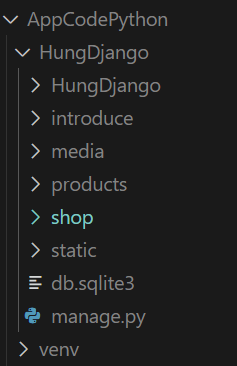 AppCodePython
HungDjango
HungDjango
introduce
media
products
shop
static
db.sqlite3
manage.py
venv